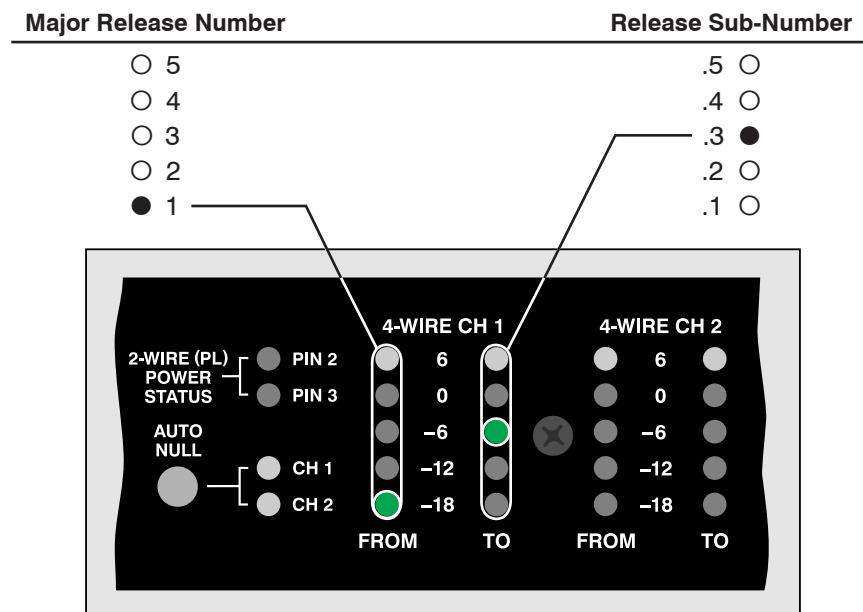 Major Release Number Release Sub-Number
5 .5
4 .4
3 .3
2 .2
1 .1
4-WIRE CH 1 4-WIRE CH 2
2-WIRE (PL) PIN 2 6 6
POWER
STATUS PIN 3 0 0
AUTO –6 –6
NULL
CH 1 –12 –12
CH 2 –18 –18
FROM TO FROM TO